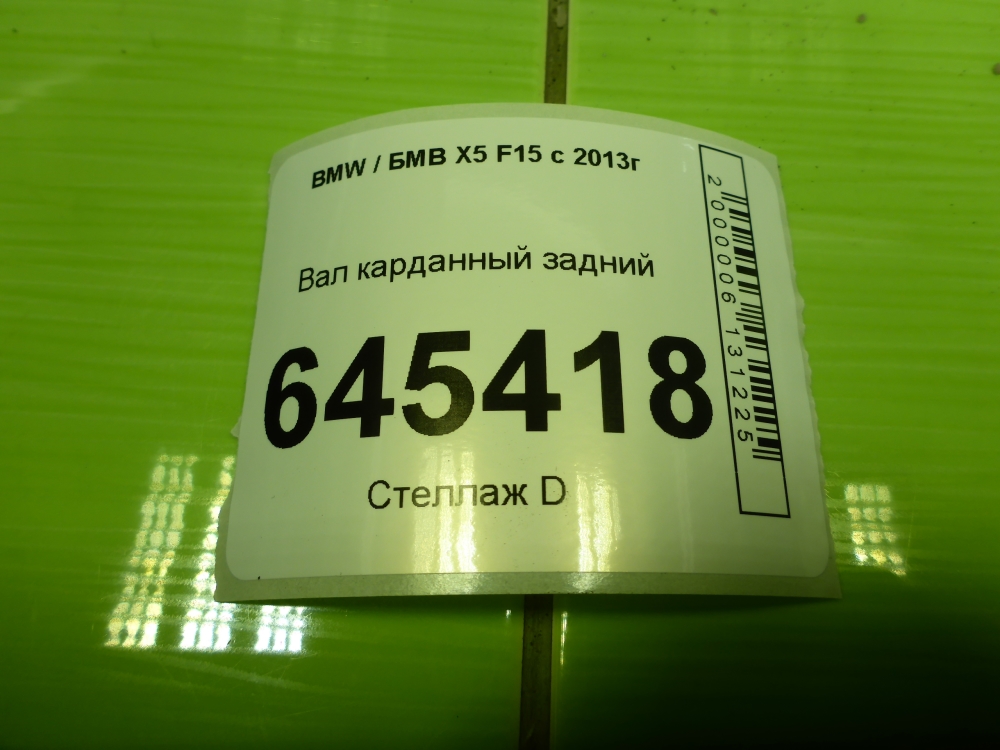 BMW / БМВ X5 F15 с 2013г
Вал карданный задний
645418
Стеллаж D
2000006131225